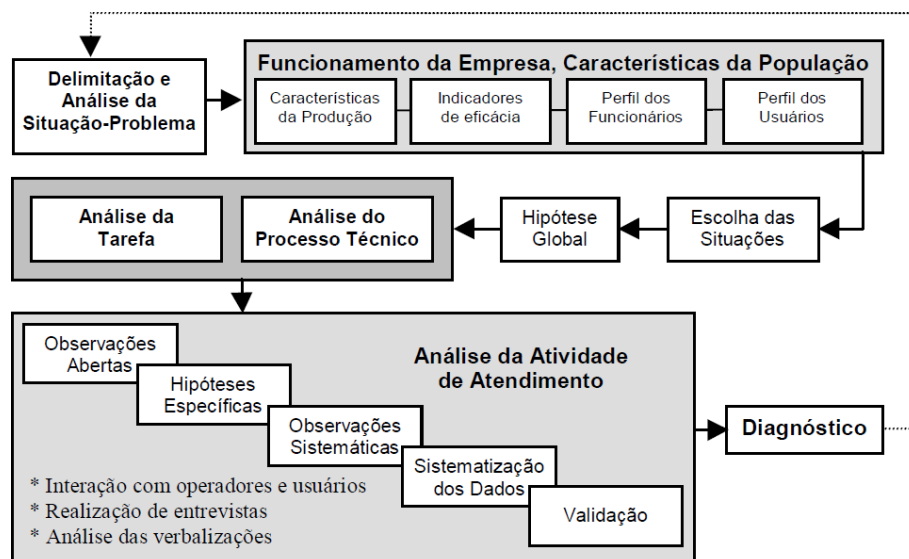 Delimitação e
Análise da
Situação-Problema
Funcionamento da Empresa, Características da População
Características
da Produção
Indicadores
de eficácia
Perfil dos
Funcionários
Perfil dos
Usuários
Análise da
Tarefa
Análise do
Processo Técnico
Hipótese
Global
Escolha das
Situações
Observações
Abertas
Hipóteses
Específicas
Observações
Sistemáticas
Sistematização
dos Dados
Validação
Análise da Atividade
de Atendimento
* Interação com operadores e usuários
* Realização de entrevistas
* Análise das verbalizações
Diagnóstico